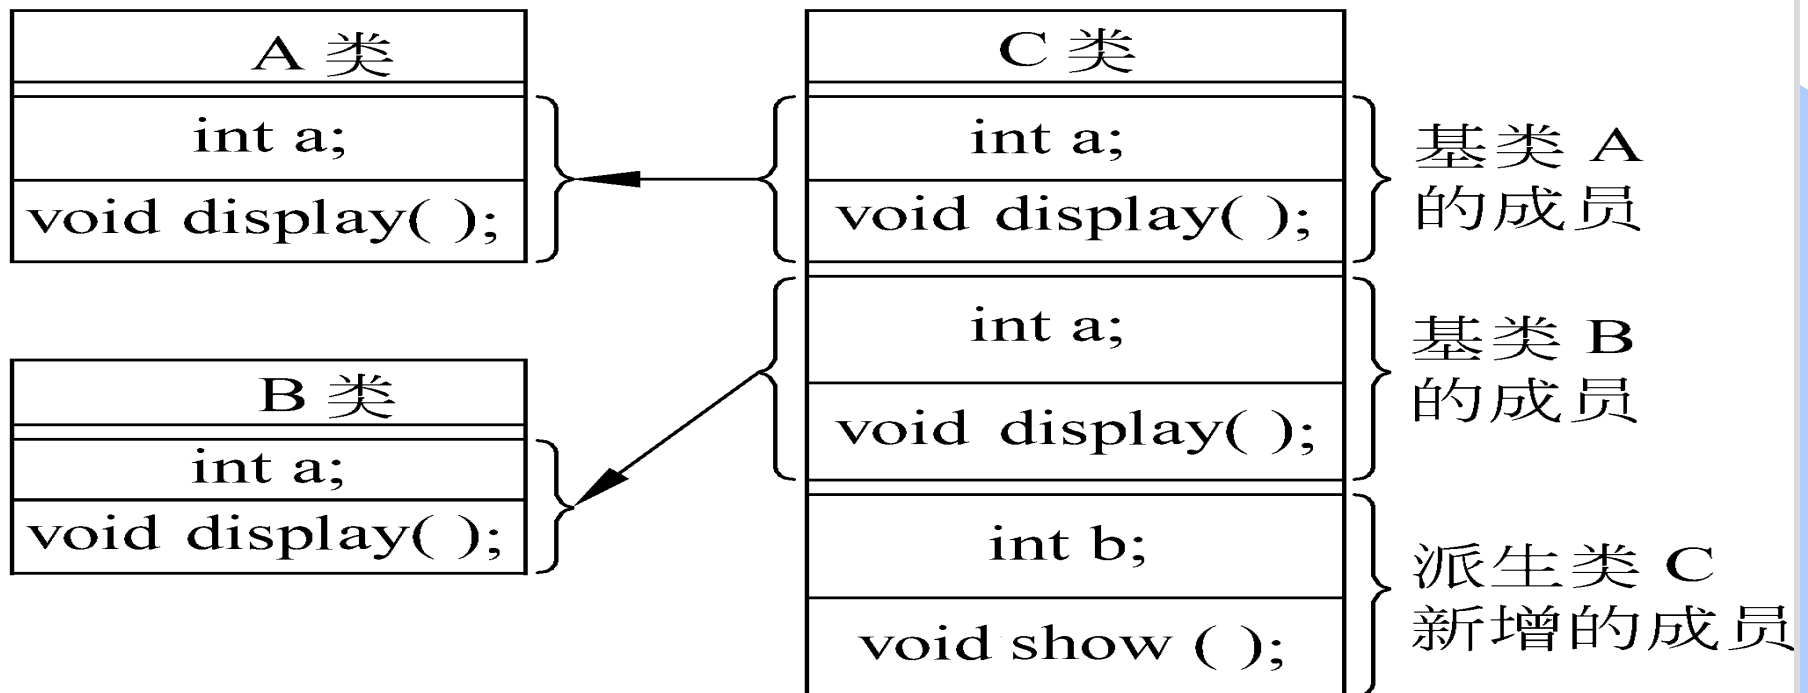 A 类
int a;
void display( );
B 类
int a;
void display( );
C 类
int a;
void display( );
int a;
void display( );
int b;
void show ( );
基类 A
的成员
基类 B
的成员
派生类 C
新增的成员